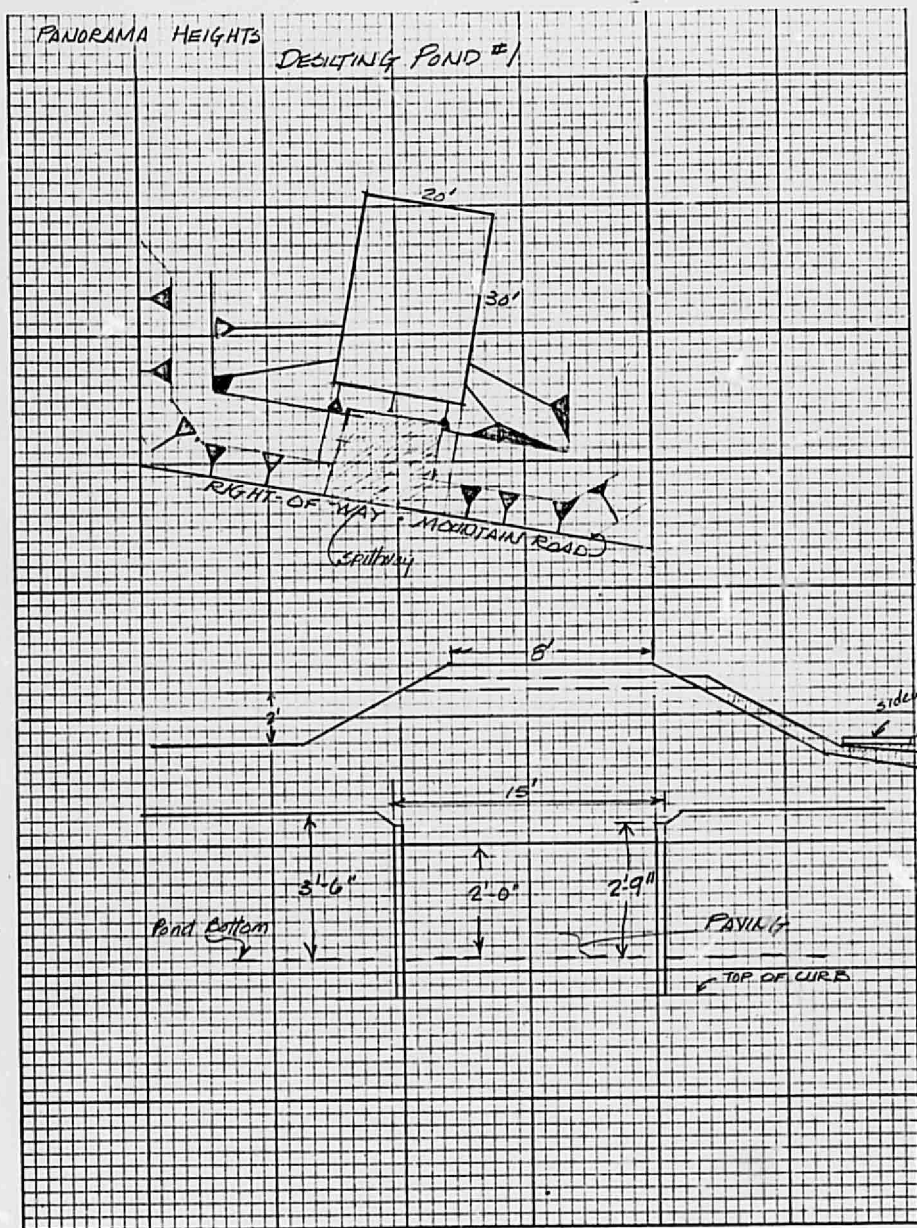 PANORAMA HEIGHTS
DESILTING POND #1
20'
30'
RIGHT-OF-WAY · MOUNTAIN ROAD
Spillway
8'
2'
15'
3'-6"
2'-0"
2'-9"
Pond Bottom
PAVING
TOP OF CURB